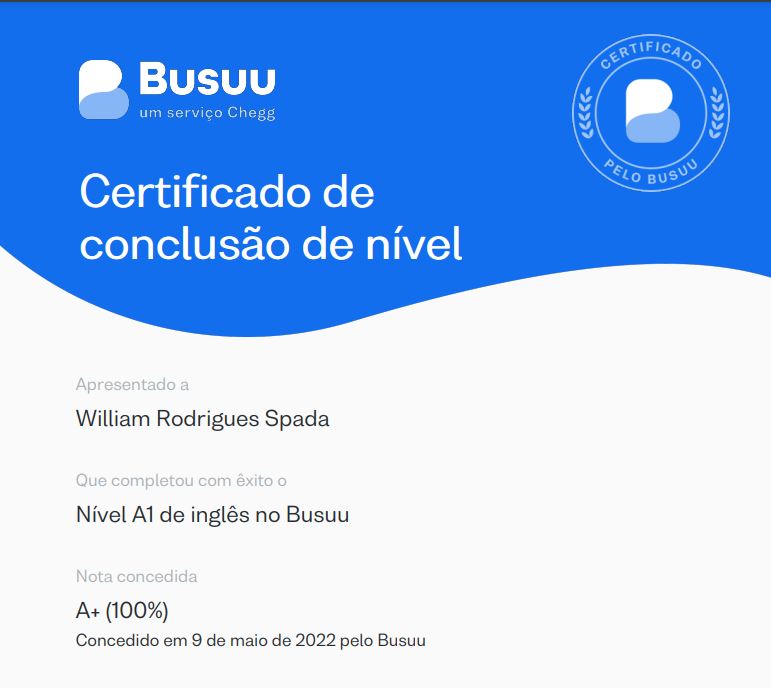 Busuu
um serviço Chegg
CERTIFICADO
PELO BUSUU
Certificado de
conclusão de nível
Apresentado a
William Rodrigues Spada
Que completou com êxito o
Nível A1 de inglês no Busuu
Nota concedida
A+ (100%)
Concedido em 9 de maio de 2022 pelo Busuu